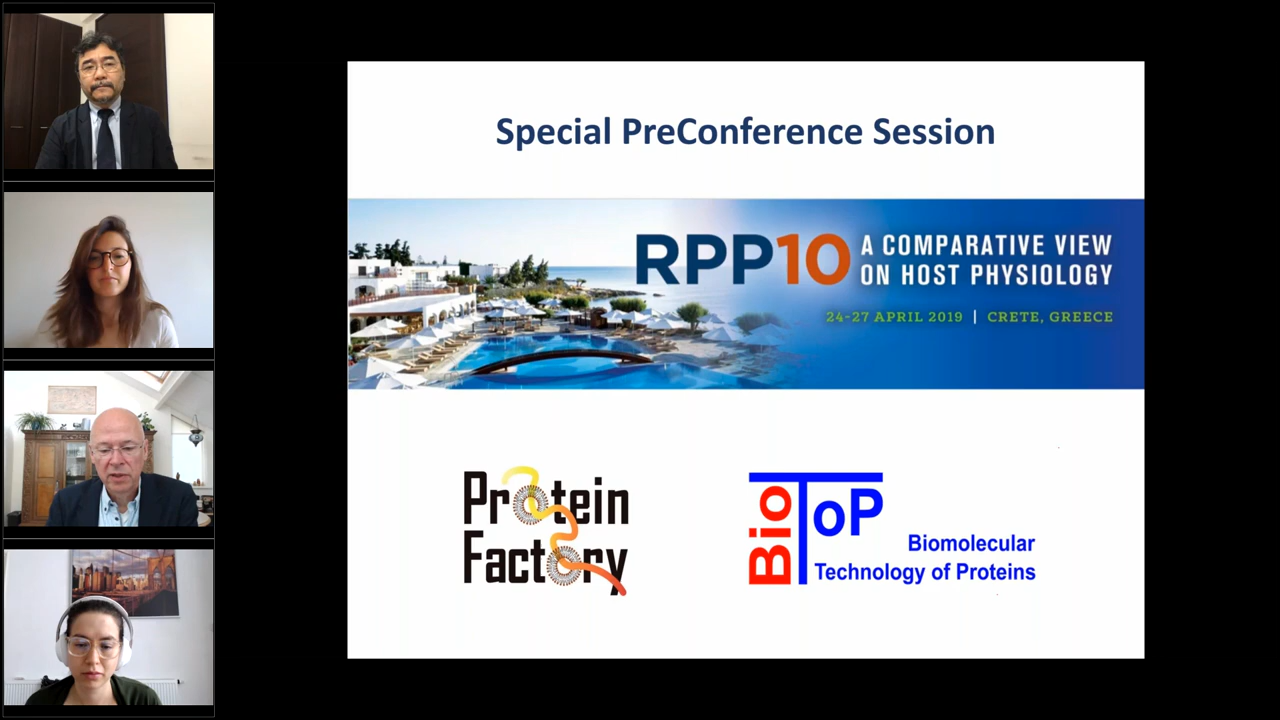 Special PreConference Session
RPP10 A COMPARATIVE VIEW
ON HOST PHYSIOLOGY
24-27 APRIL 2019 | CRETE, GREECE
Protein
Factory
BioToP
Biomolecular
Technology of Proteins